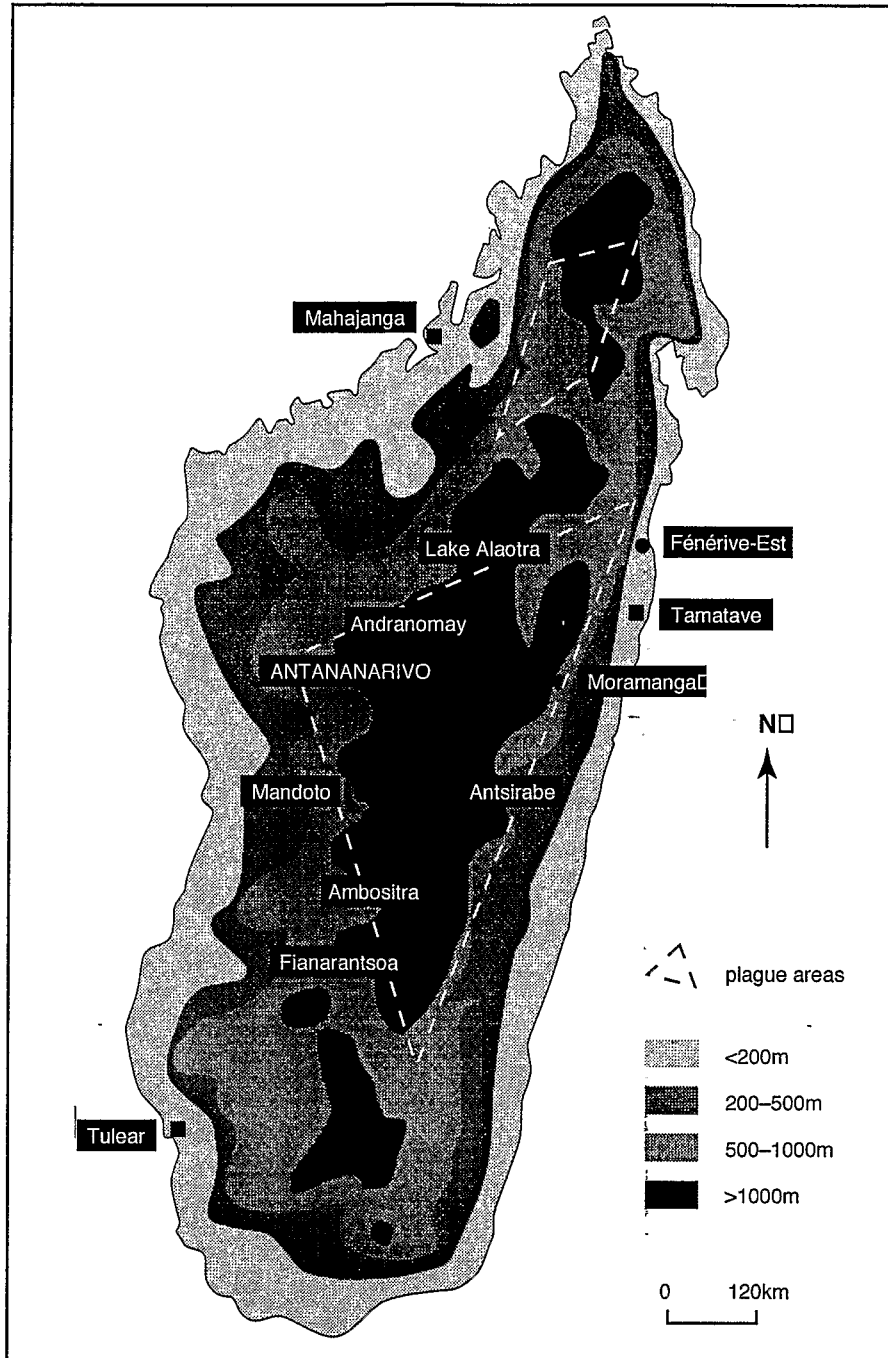 Mahajanga
Lake Alaotra
Fénérive-Est
Andranomay
Tamatave
ANTANANARIVO
Moramanga
N
Mandoto
Antsirabe
Ambositra
Fianarantsoa
plague areas
<200m
200–500m
Tulear
500–1000m
>1000m
0 120km